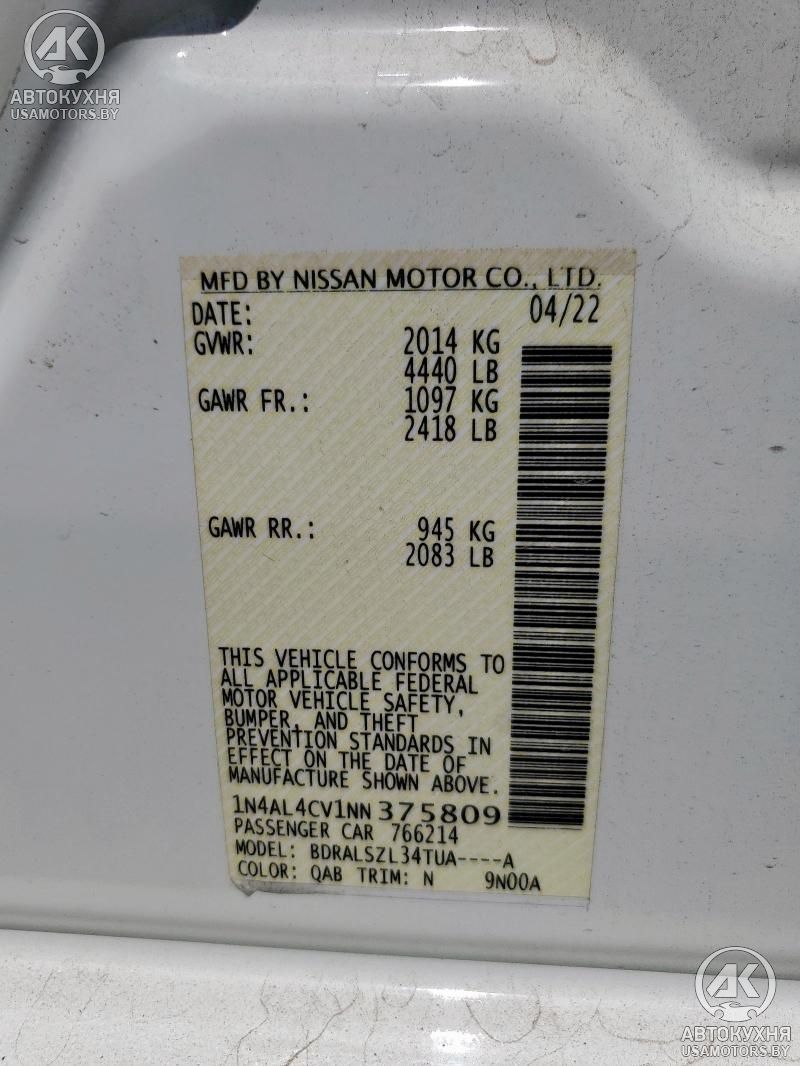 AK
АВТОКУХНЯ
USAMOTORS.BY
MFD BY NISSAN MOTOR CO., LTD.
DATE: 04/22
GVWR: 2014 KG
4440 LB
GAWR FR.: 1097 KG
2418 LB
GAWR RR.: 945 KG
2083 LB
THIS VEHICLE CONFORMS TO
ALL APPLICABLE FEDERAL
MOTOR VEHICLE SAFETY,
BUMPER, AND THEFT
PREVENTION STANDARDS IN
EFFECT ON THE DATE OF
MANUFACTURE SHOWN ABOVE.
1N4AL4CV1NN375809
PASSENGER CAR 766214
MODEL: BDRALSZL34TUA----A
COLOR: QAB TRIM: N 9N00A
AK
АВТОКУХНЯ
USAMOTORS.BY